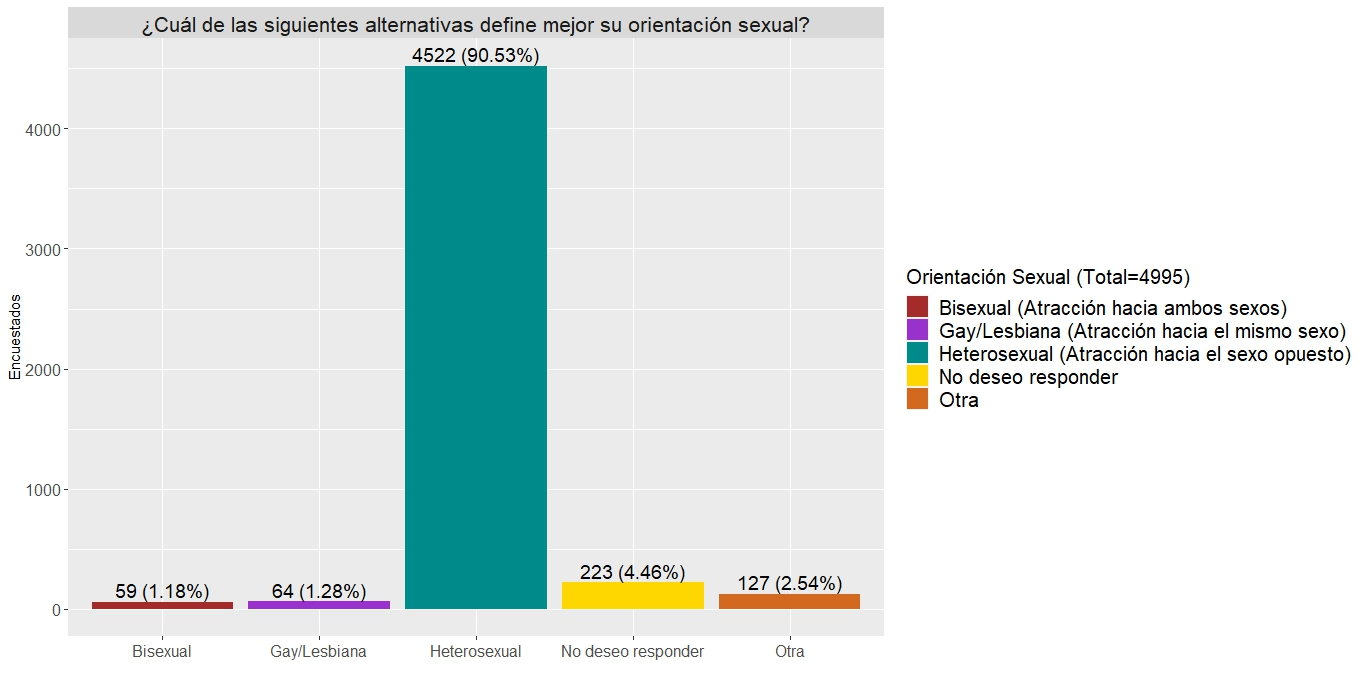 ¿Cuál de las siguientes alternativas define mejor su orientación sexual?
4522 (90.53%)
4000
3000
2000
1000
0
Encuestados
59 (1.18%)
64 (1.28%)
223 (4.46%)
127 (2.54%)
Bisexual
Gay/Lesbiana
Heterosexual
No deseo responder
Otra
Orientación Sexual (Total=4995)
Bisexual (Atracción hacia ambos sexos)
Gay/Lesbiana (Atracción hacia el mismo sexo)
Heterosexual (Atracción hacia el sexo opuesto)
No deseo responder
Otra